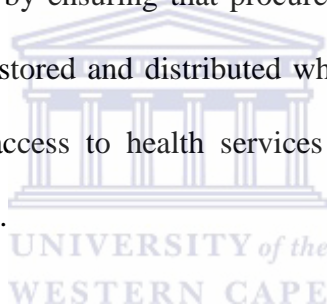 by ensuring that procure
stored and distributed wh
access to health services
.
UNIVERSITY of the
WESTERN CAPE